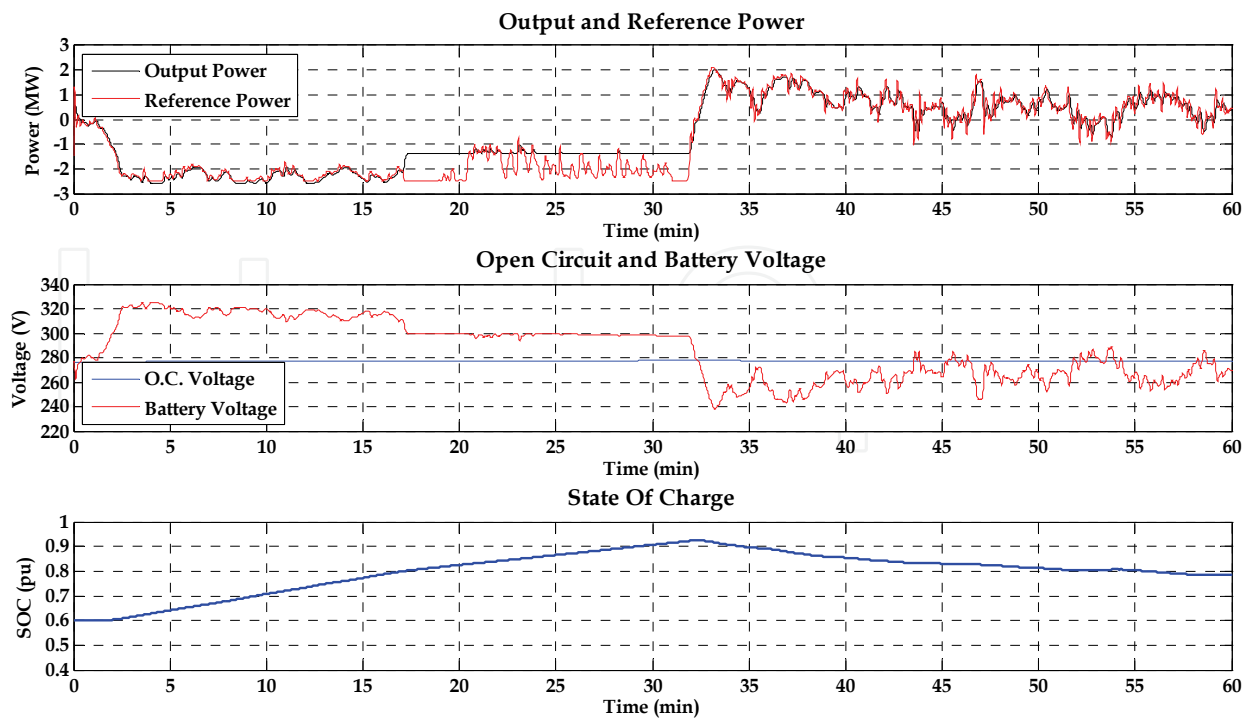 Output and Reference Power
Power (MW)
3
2
1
0
-1
-2
-3
Output Power
Reference Power
0 5 10 15 20 25 30 35 40 45 50 55 60
Time (min)
Open Circuit and Battery Voltage
Voltage (V)
340
320
300
280
260
240
220
O.C. Voltage
Battery Voltage
0 5 10 15 20 25 30 35 40 45 50 55 60
Time (min)
State Of Charge
SOC (pu)
1
0.9
0.8
0.7
0.6
0.5
0.4
0 5 10 15 20 25 30 35 40 45 50 55 60
Time (min)